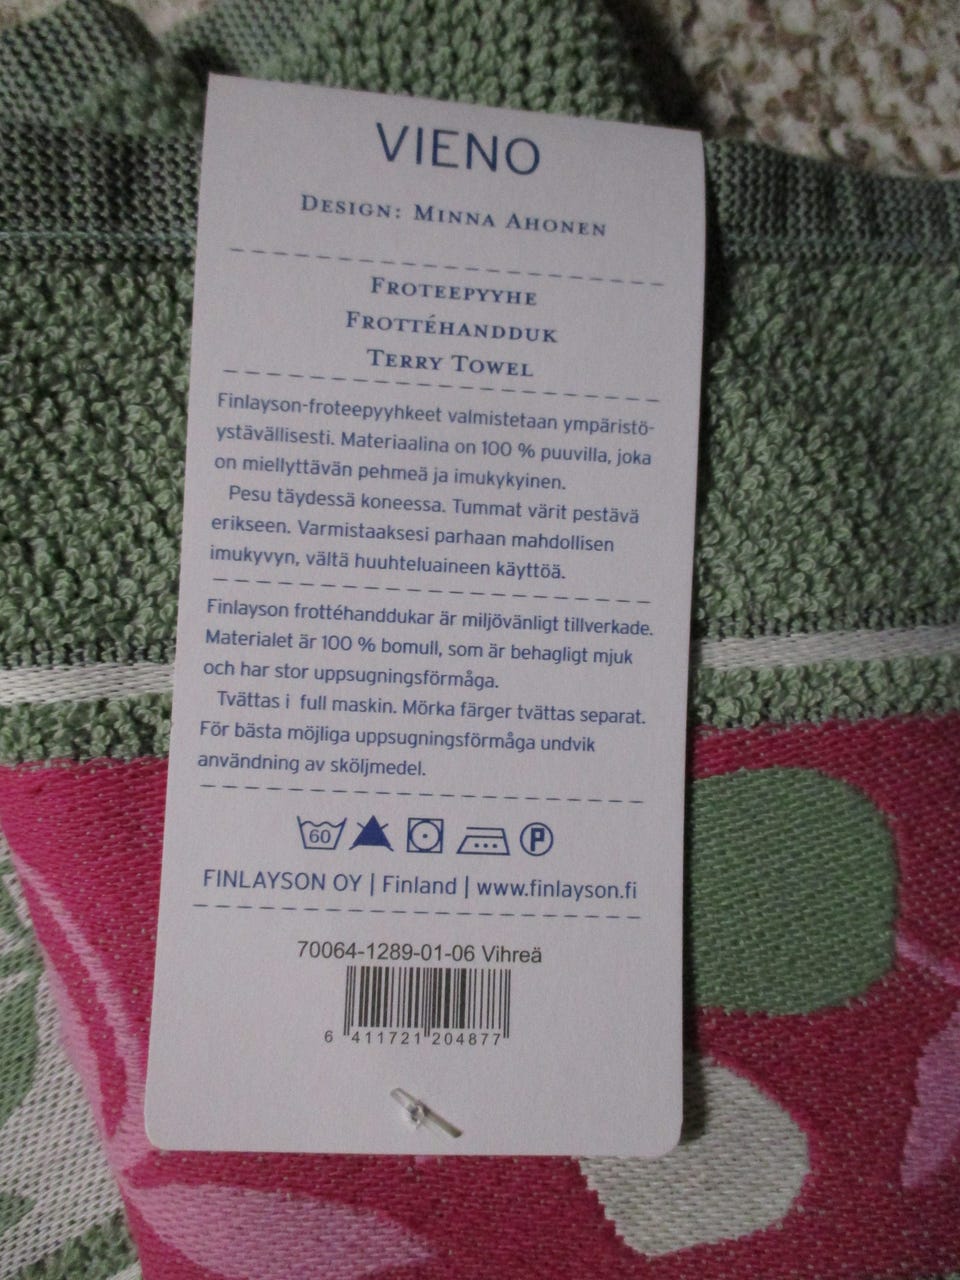 VIENO
DESIGN: MINNA AHONEN
FROTEEPYYHE
FROTTÉHANDDUK
TERRY TOWEL
Finlayson-froteepyyhkeet valmistetaan ympäristö-
ystävällisesti. Materiaalina on 100 % puuvilla, joka
on miellyttävän pehmeä ja imukykyinen.
Pesu täydessä koneessa. Tummat värit pestävä
erikseen. Varmistaaksesi parhaan mahdollisen
imukyvyn, vältä huuhteluaineen käyttöä.
Finlayson frottéhanddukar är miljövänligt tillverkade.
Materialet är 100 % bomull, som är behagligt mjuk
och har stor uppsugningsförmåga.
Tvättas i full maskin. Mörka färger tvättas separat.
För bästa möjliga uppsugningsförmåga undvik
användning av sköljmedel.
60 P
FINLAYSON OY | Finland | www.finlayson.fi
70064-1289-01-06 Vihreä
6 411721 204877